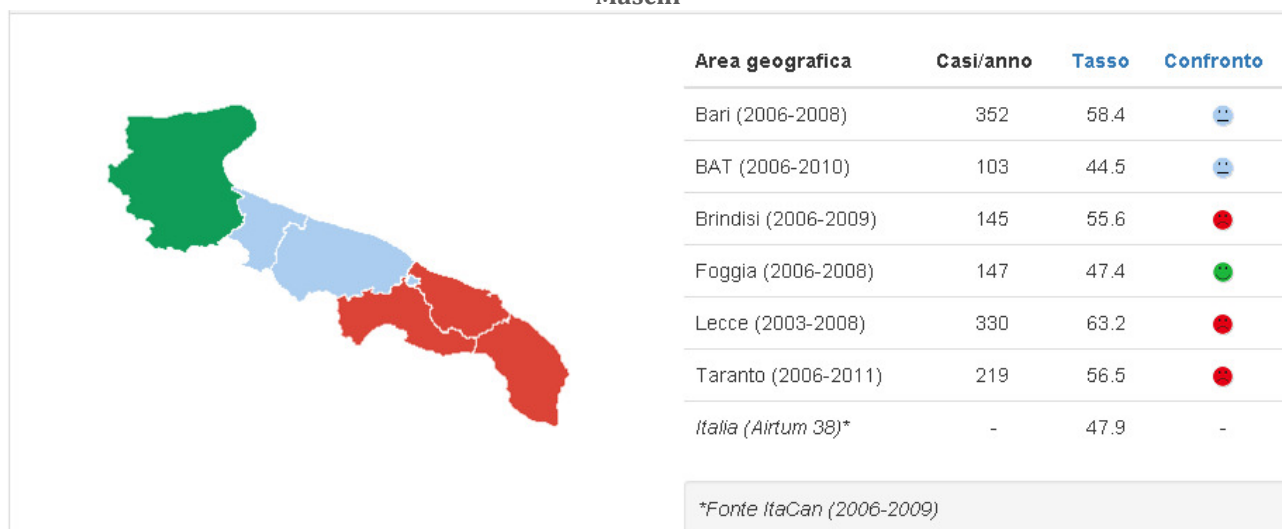 Maschi
Area geografica Casi/anno Tasso Confronto
Bari (2006-2008) 352 58.4
BAT (2006-2010) 103 44.5
Brindisi (2006-2009) 145 55.6
Foggia (2006-2008) 147 47.4
Lecce (2003-2008) 330 63.2
Taranto (2006-2011) 219 56.5
Italia (Airtum 38)* - 47.9 -
*Fonte ItaCan (2006-2009)